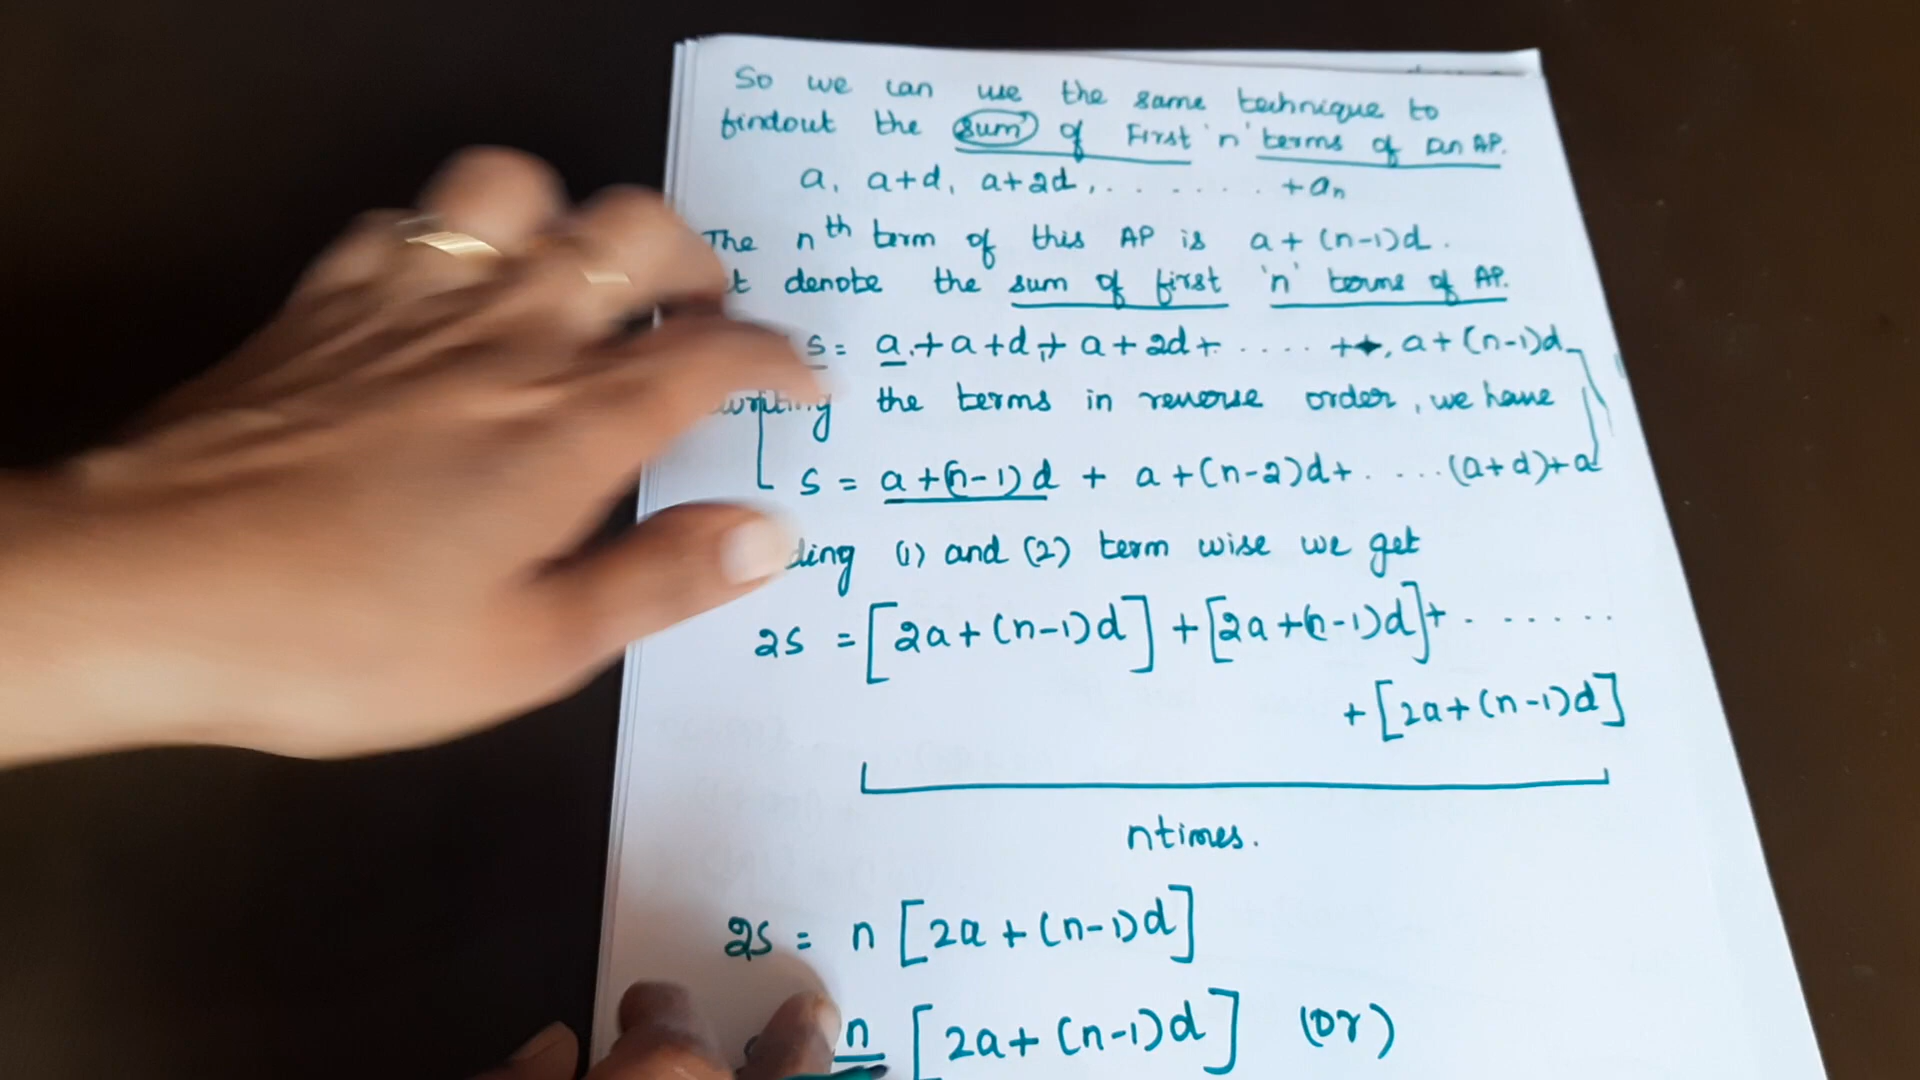 So we can use the same technique to
findout the sum of First 'n' terms of an AP.
a, a+d, a+2d, ....... +an
The nth term of this AP is a+(n-1)d.
denote the sum of first 'n' terms of AP.
s= a+a+d+a+2d+ .... + a+(n-1)d
writing the terms in reverse order, we have
S = a+(n-1)d + a+(n-2)d+ .... (a+d)+a
(1) and (2) term wise we get
2s = [2a+(n-1)d] + [2a+(n-1)d]+ .......
+ [2a+(n-1)d]
ntimes.
2s = n [2a+(n-1)d]
n [2a+(n-1)d] (or)